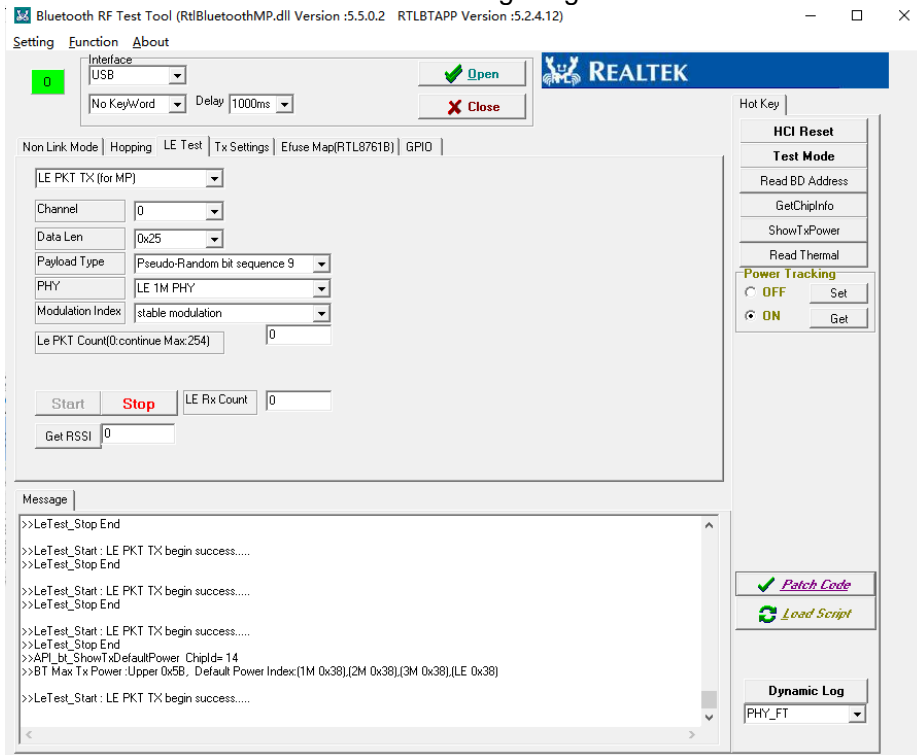 Bluetooth RF Test Tool (RtlBluetoothMP.dll Version :5.5.0.2 RTLBTAPP Version :5.2.4.12)
Setting Function About
Interface
0
USB
Open
REALTEK
No KeyWord
Delay
1000ms
Close
Hot Key
HCI Reset
Non Link Mode Hopping LE Test Tx Settings Efuse Map(RTL8761B) GPIO
Test Mode
LE PKT TX (for MP)
Read BD Address
Channel
0
GetChipInfo
Data Len
0x25
ShowTxPower
Payload Type
Pseudo-Random bit sequence 9
Read Thermal
Power Tracking
PHY
LE 1M PHY
OFF
Set
Modulation Index
stable modulation
ON
Get
Le PKT Count(0:continue Max:254)
0
Start
Stop
LE Rx Count
0
Get RSSI
0
Message
>>LeTest_Stop End
>>LeTest_Start : LE PKT TX begin success.....
>>LeTest_Stop End
>>LeTest_Start : LE PKT TX begin success.....
>>LeTest_Stop End
>>LeTest_Start : LE PKT TX begin success.....
>>LeTest_Stop End
>>API_bt_ShowTxDefaultPower ChipId= 14
>>BT Max Tx Power :Upper 0x5B, Default Power Index:(1M 0x38),(2M 0x38),(3M 0x38),(LE 0x38)
>>LeTest_Start : LE PKT TX begin success.....
Patch Code
Load Script
Dynamic Log
PHY_FT